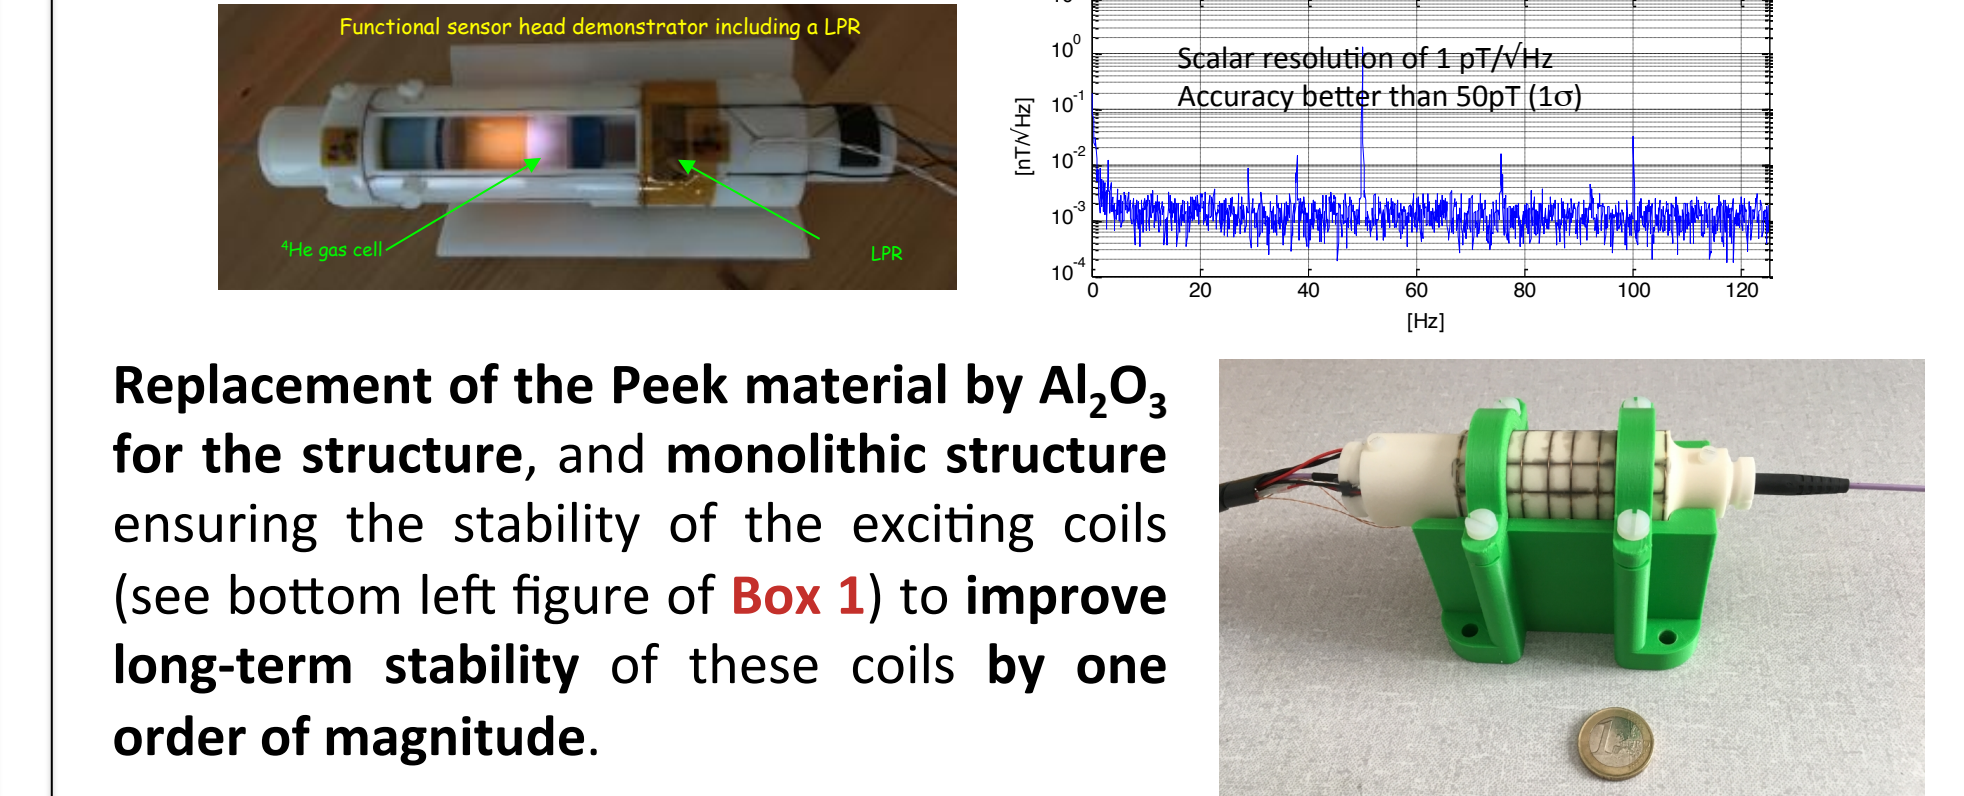 Functional sensor head demonstrator including a LPR
⁴He gas cell
LPR
Scalar resolution of 1 pT/√Hz
Accuracy better than 50pT (1σ)
[nT/√Hz]
10⁰
10⁻¹
10⁻²
10⁻³
10⁻⁴
0 20 40 60 80 100 120
[Hz]
Replacement of the Peek material by Al₂O₃
for the structure, and monolithic structure
ensuring the stability of the exciting coils
(see bottom left figure of Box 1) to improve
long-term stability of these coils by one
order of magnitude.
1